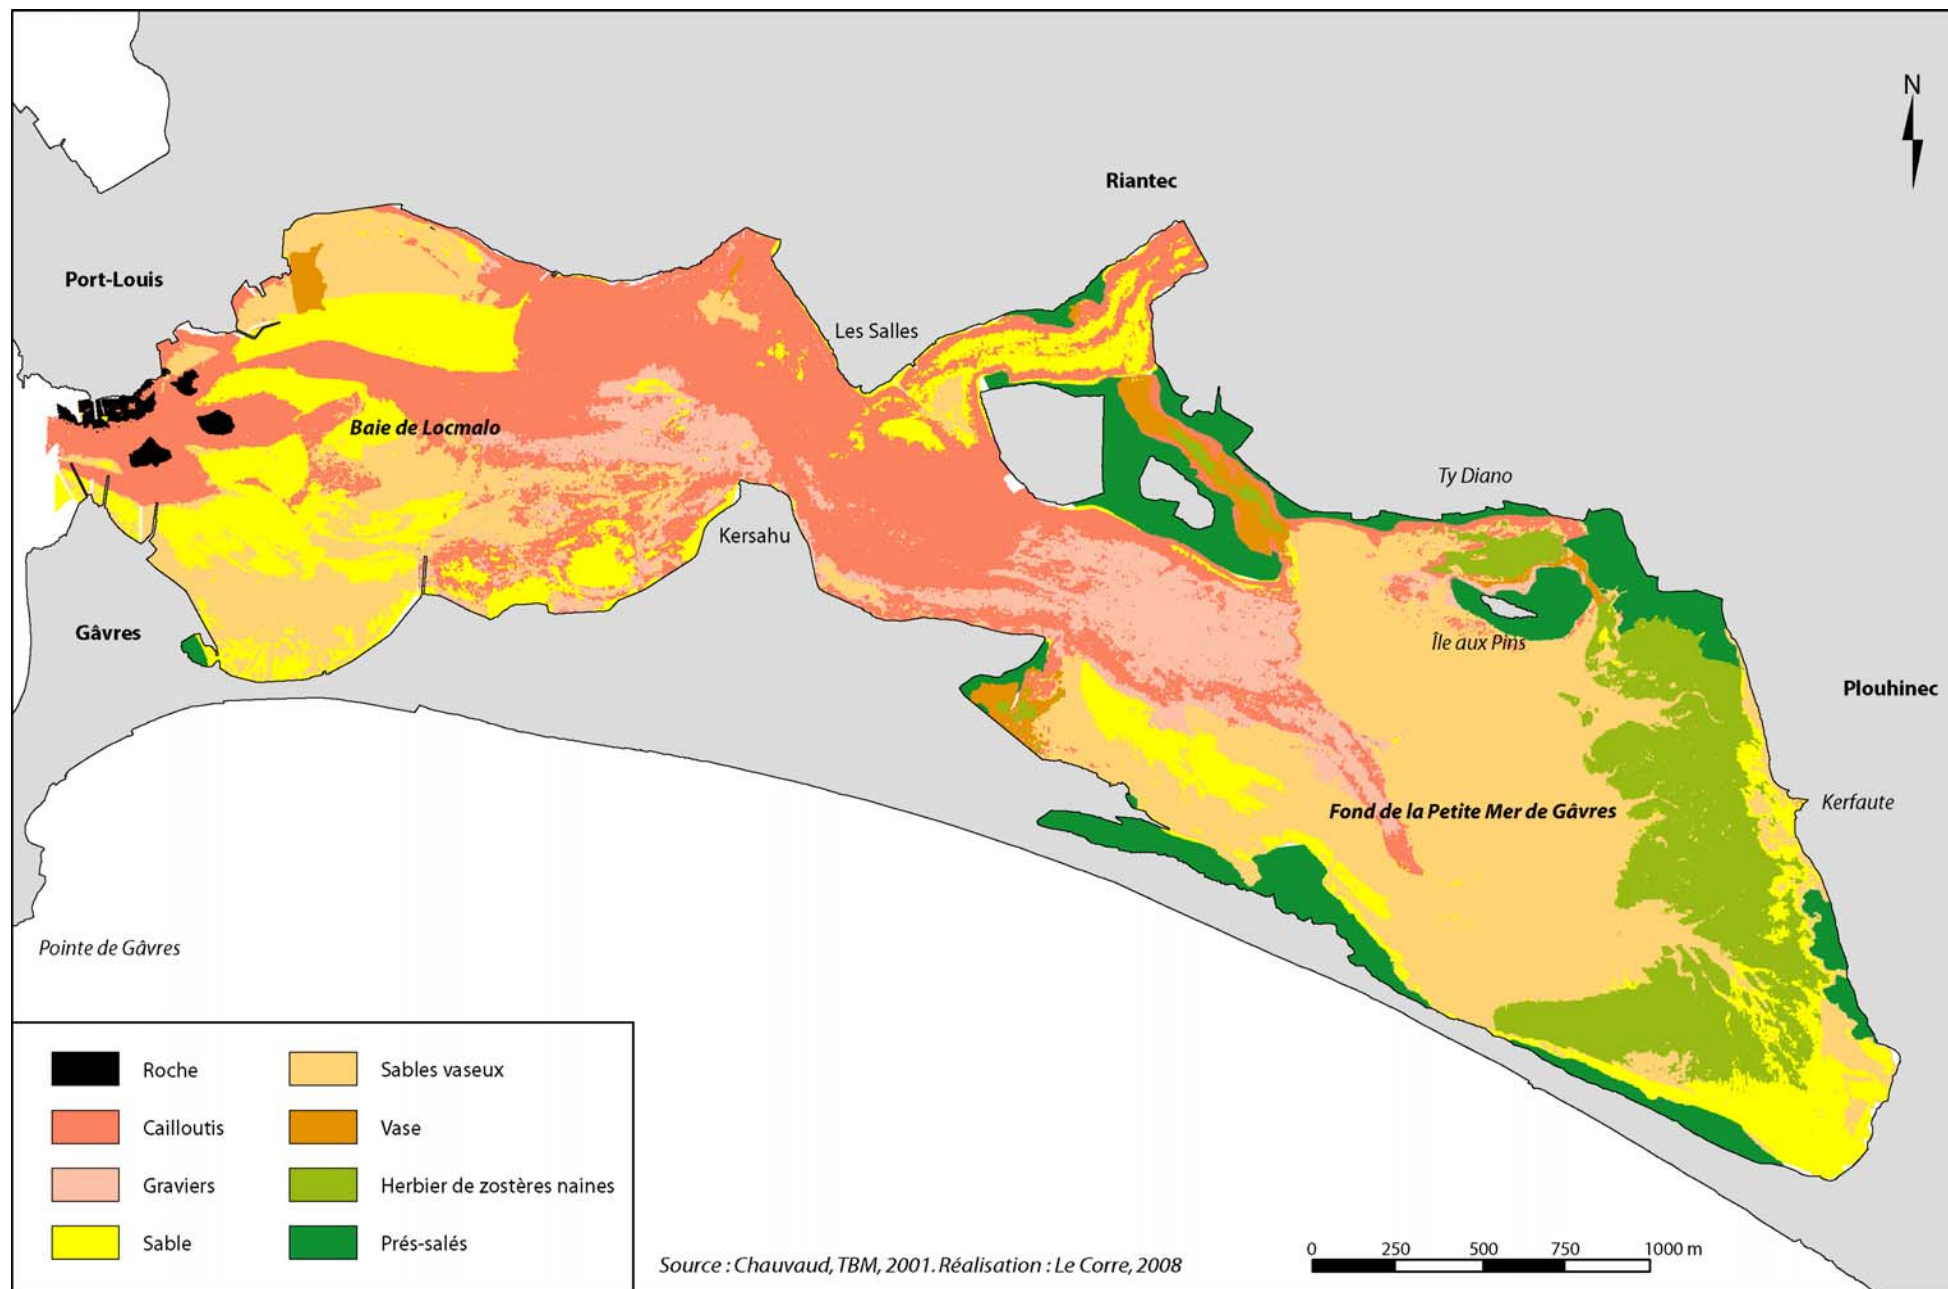 N
Riantec
Port-Louis
Les Salles
Baie de Locmalo
Ty Diano
Kersahu
Gâvres
Île aux Pins
Plouhinec
Kerfaute
Fond de la Petite Mer de Gâvres
Pointe de Gâvres
Roche
Cailloutis
Graviers
Sable
Sables vaseux
Vase
Herbier de zostères naines
Prés-salés
0 250 500 750 1000 m
Source : Chauvaud, TBM, 2001. Réalisation : Le Corre, 2008